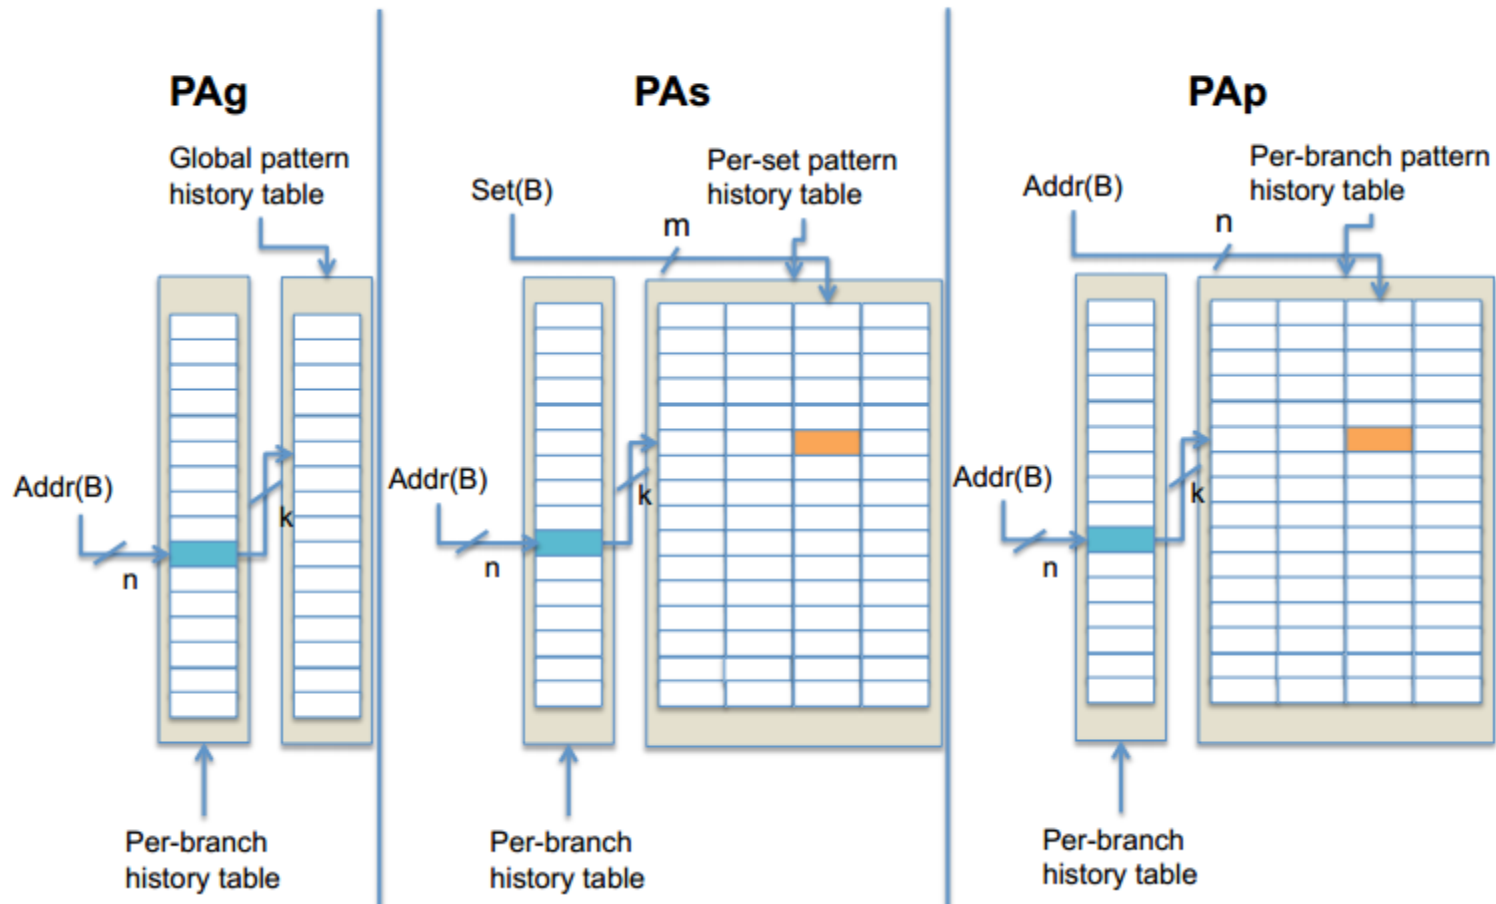 PAg
Global pattern
history table
Addr(B)
n
k
Per-branch
history table
PAs
Set(B)
m
Per-set pattern
history table
Addr(B)
n
k
Per-branch
history table
PAp
Addr(B)
n
Per-branch pattern
history table
Addr(B)
n
k
Per-branch
history table